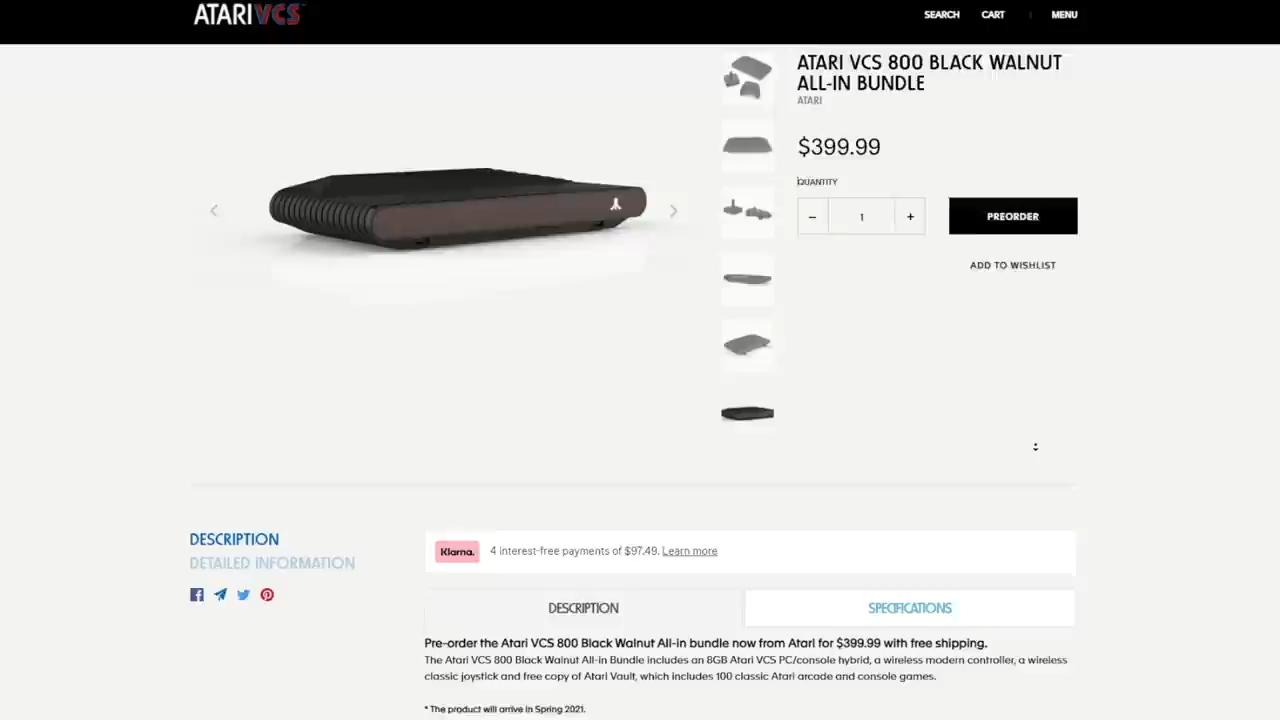 ATARI VCS
SEARCH CART MENU
ATARI VCS 800 BLACK WALNUT
ALL-IN BUNDLE
ATARI
$399.99
QUANTITY
− 1 + PREORDER
ADD TO WISHLIST
DESCRIPTION
DETAILED INFORMATION
Klarna. 4 interest-free payments of $97.49. Learn more
DESCRIPTION SPECIFICATIONS
Pre-order the Atari VCS 800 Black Walnut All-in bundle now from Atari for $399.99 with free shipping.
The Atari VCS 800 Black Walnut All-in Bundle includes an 8GB Atari VCS PC/console hybrid, a wireless modern controller, a wireless
classic joystick and free copy of Atari Vault, which includes 100 classic Atari arcade and console games.
* The product will arrive in Spring 2021.